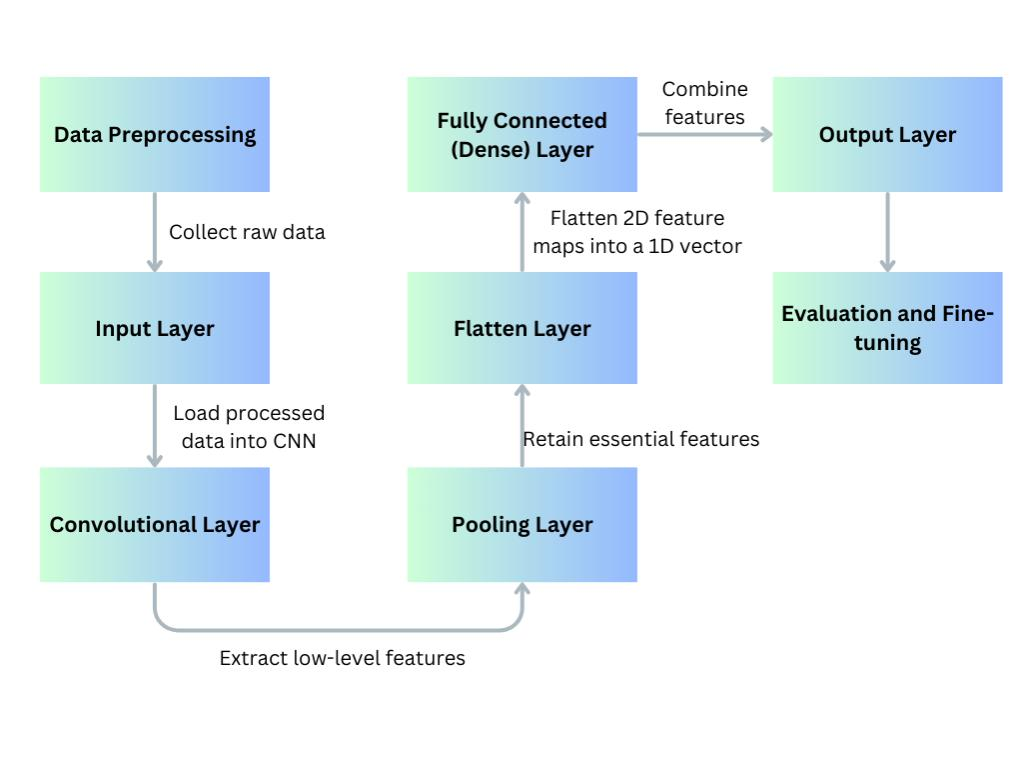 Data Preprocessing
Collect raw data
Input Layer
Load processed
data into CNN
Convolutional Layer
Extract low-level features
Pooling Layer
Retain essential features
Flatten Layer
Flatten 2D feature
maps into a 1D vector
Fully Connected
(Dense) Layer
Combine
features
Output Layer
Evaluation and Fine-
tuning